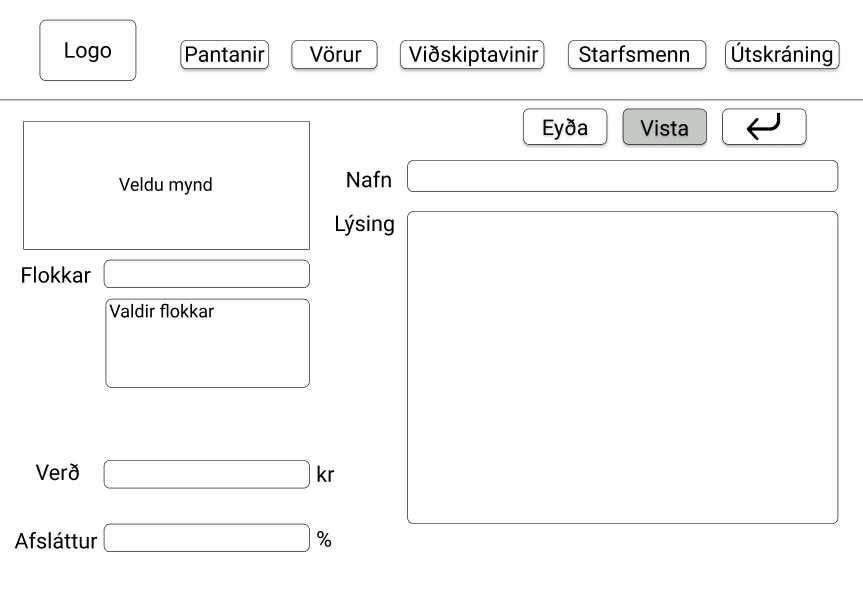 Logo
Pantanir
Vörur
Viðskiptavinir
Starfsmenn
Útskráning
Eyða
Vista
Veldu mynd
Nafn
Lýsing
Flokkar
Valdir flokkar
Verð
kr
Afsláttur
%